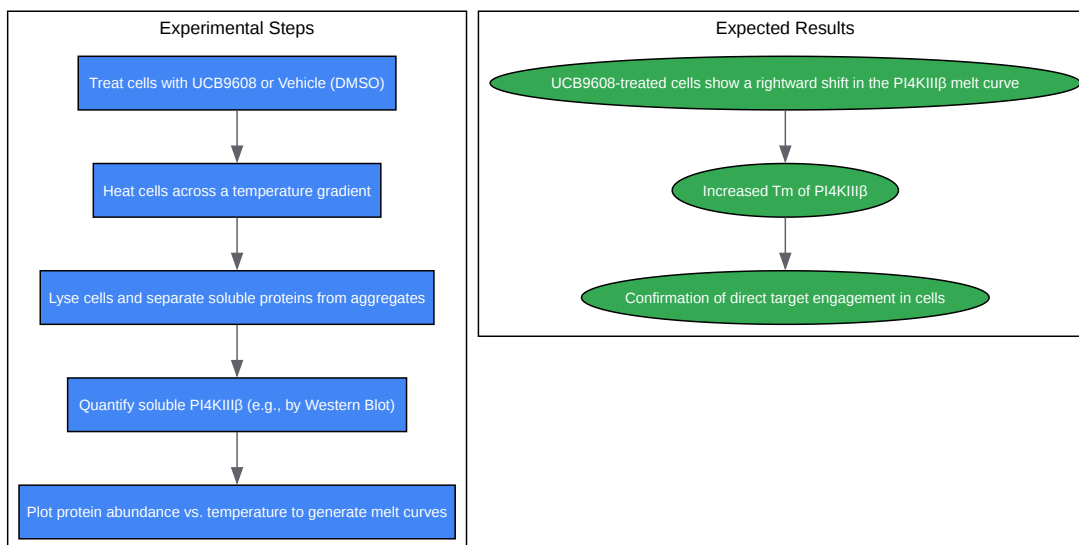 Experimental Steps
Treat cells with UCB9608 or Vehicle (DMSO)
Heat cells across a temperature gradient
Lyse cells and separate soluble proteins from aggregates
Quantify soluble PI4KIIIβ (e.g., by Western Blot)
Plot protein abundance vs. temperature to generate melt curves
Expected Results
UCB9608-treated cells show a rightward shift in the PI4KIIIβ melt curve
Increased Tm of PI4KIIIβ
Confirmation of direct target engagement in cells